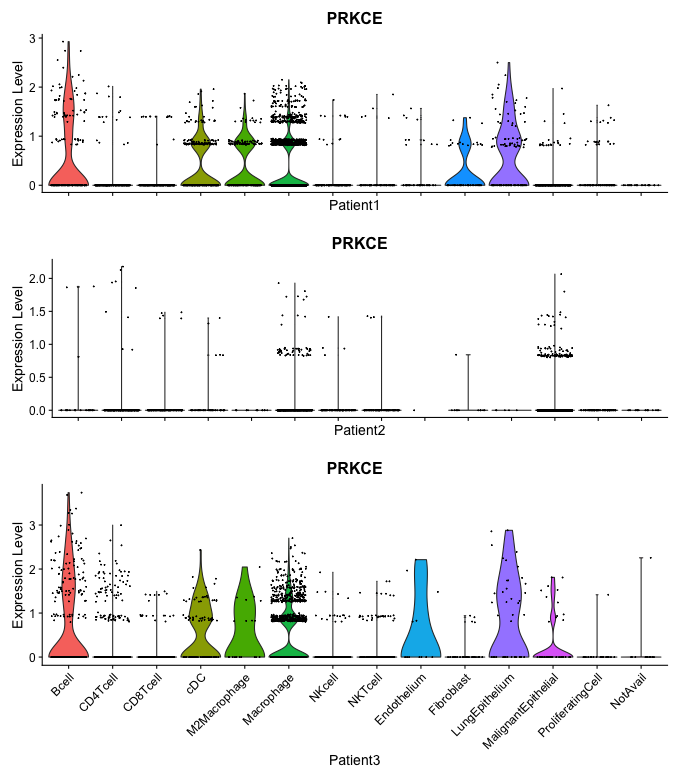 PRKCE
Expression Level
3
2
1
0
Patient1
PRKCE
Expression Level
2.0
1.5
1.0
0.5
0.0
Patient2
PRKCE
Expression Level
3
2
1
0
Bcell
CD4Tcell
CD8Tcell
cDC
M2Macrophage
Macrophage
NKcell
NKTcell
Endothelium
Fibroblast
LungEpithelium
MalignantEpithelial
ProliferatingCell
NotAvail
Patient3